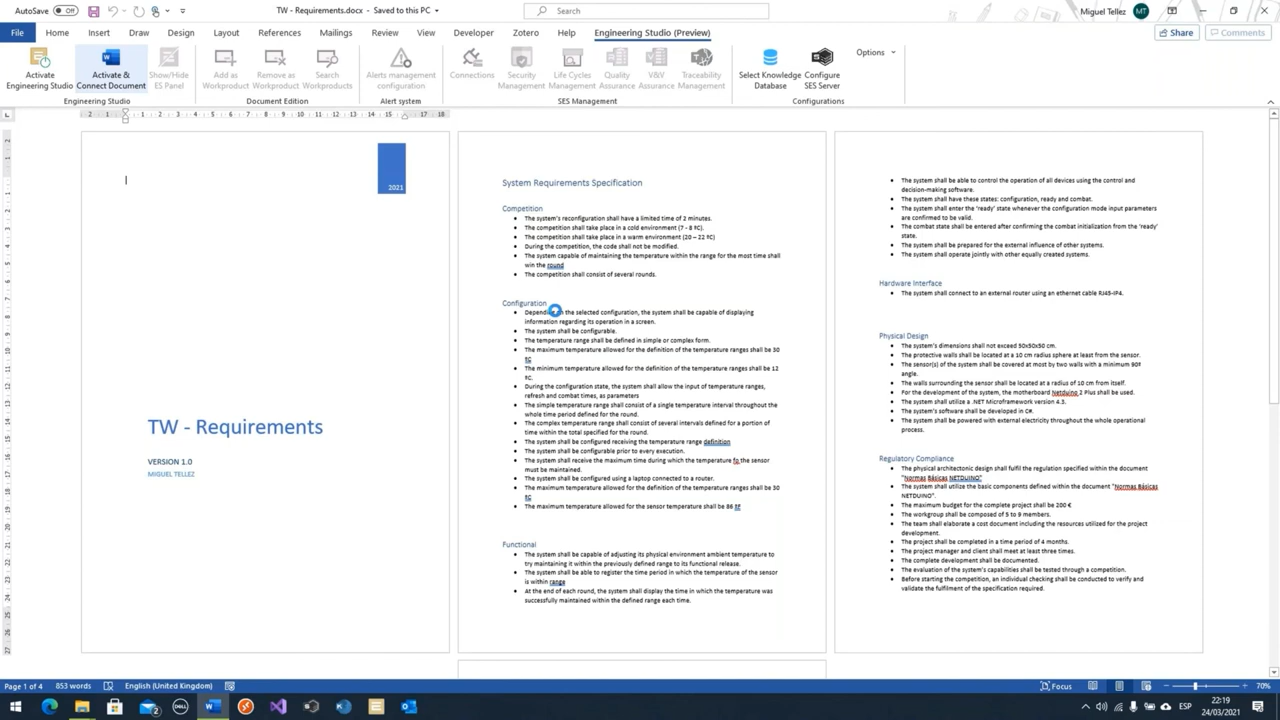 AutoSave Off
TW - Requirements.docx - Saved to this PC
Search
Miguel Tellez MT
File Home Insert Draw Design Layout References Mailings Review View Developer Zotero Help Engineering Studio (Preview) Share Comments
Activate Engineering Studio
Activate & Connect Document
Show/Hide ES Panel
Engineering Studio
Add as Workproduct
Remove as Workproduct
Search Workproducts
Document Edition
Alerts management configuration
Alert system
Connections
Security Management
Life Cycles Management
Quality Assurance
V&V Assurance
Traceability Management
SES Management
Select Knowledge Database
Configure SES Server
Configurations
Options
2 1 1 2 3 4 5 6 7 8 9 10 11 12 13 14 15 17 18
2021
TW - Requirements
VERSION 1.0
MIGUEL TELLEZ
System Requirements Specification
Competition
• The system's reconfiguration shall have a limited time of 2 minutes.
• The competition shall take place in a cold environment (7 - 8 ºC).
• The competition shall take place in a warm environment (20 – 22 ºC)
• During the competition, the code shall not be modified.
• The system capable of maintaining the temperature within the range for the most time shall
win the round
• The competition shall consist of several rounds.
Configuration
• Depend the selected configuration, the system shall be capable of displaying
information regarding its operation in a screen.
• The system shall be configurable.
• The temperature range shall be defined in simple or complex form.
• The maximum temperature allowed for the definition of the temperature ranges shall be 30
ºC
• The minimum temperature allowed for the definition of the temperature ranges shall be 12
ºC.
• During the configuration state, the system shall allow the input of temperature ranges,
refresh and combat times, as parameters
• The simple temperature range shall consist of a single temperature interval throughout the
whole time period defined for the round.
• The complex temperature range shall consist of several intervals defined for a portion of
time within the total specified for the round.
• The system shall be configured receiving the temperature range definition
• The system shall be configurable prior to every execution.
• The system shall receive the maximum time during which the temperature fo the sensor
must be maintained.
• The system shall be configured using a laptop connected to a router.
• The maximum temperature allowed for the definition of the temperature ranges shall be 30
ºC
• The maximum temperature allowed for the sensor temperature shall be 86 ºF
Functional
• The system shall be capable of adjusting its physical environment ambient temperature to
try maintaining it within the previously defined range to its functional release.
• The system shall be able to register the time period in which the temperature of the sensor
is within range
• At the end of each round, the system shall display the time in which the temperature was
successfully maintained within the defined range each time.
• The system shall be able to control the operation of all devices using the control and
decision-making software.
• The system shall have these states: configuration, ready and combat.
• The system shall enter the 'ready' state whenever the configuration mode input parameters
are confirmed to be valid.
• The combat state shall be entered after confirming the combat initialization from the 'ready'
state.
• The system shall be prepared for the external influence of other systems.
• The system shall operate jointly with other equally created systems.
Hardware Interface
• The system shall connect to an external router using an ethernet cable RJ45-IP4.
Physical Design
• The system's dimensions shall not exceed 50x50x50 cm.
• The protective walls shall be located at a 10 cm radius sphere at least from the sensor.
• The sensor(s) of the system shall be covered at most by two walls with a minimum 90º
angle.
• The walls surrounding the sensor shall be located at a radius of 10 cm from itself.
• For the development of the system, the motherboard Netduino 2 Plus shall be used.
• The system shall utilize a .NET Microframework version 4.3.
• The system's software shall be developed in C#.
• The system shall be powered with external electricity throughout the whole operational
process.
Regulatory Compliance
• The physical architectonic design shall fulfil the regulation specified within the document
"Normas Básicas NETDUINO"
• The system shall utilize the basic components defined within the document "Normas Básicas
NETDUINO".
• The maximum budget for the complete project shall be 200 €
• The workgroup shall be composed of 5 to 9 members.
• The team shall elaborate a cost document including the resources utilized for the project
development.
• The project shall be completed in a time period of 4 months.
• The project manager and client shall meet at least three times.
• The complete development shall be documented.
• The evaluation of the system's capabilities shall be tested through a competition.
• Before starting the competition, an individual checking shall be conducted to verify and
validate the fulfilment of the specification required.
Page 1 of 4 853 words English (United Kingdom) Focus 70%
DELL ESP 22:19
24/03/2021